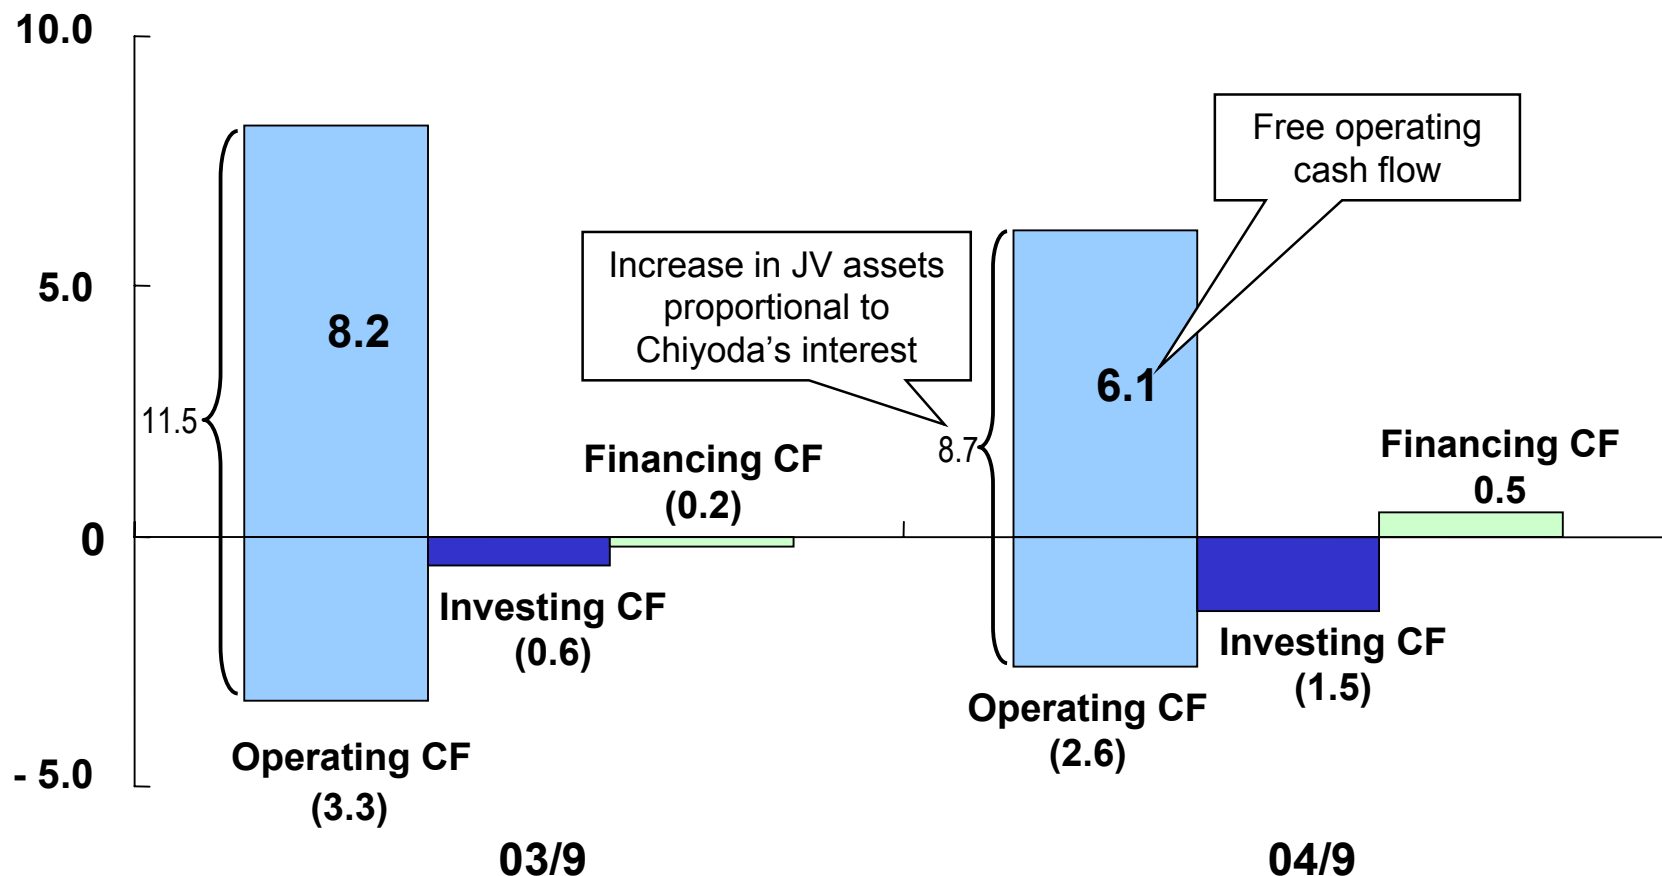 10.0
5.0
0
- 5.0
11.5
8.2
Operating CF
(3.3)
Investing CF
(0.6)
Financing CF
(0.2)
03/9
Increase in JV assets
proportional to
Chiyoda's interest
8.7
Free operating
cash flow
6.1
Operating CF
(2.6)
Investing CF
(1.5)
Financing CF
0.5
04/9